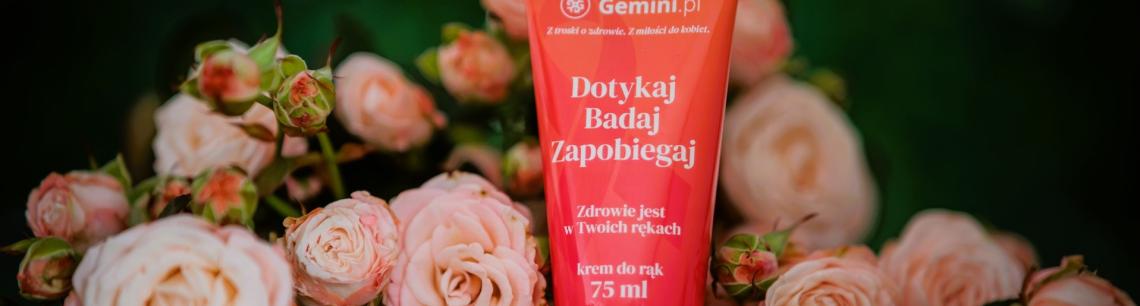 Gemini.pl
Z troski o zdrowie. Z miłości do kobiet.
Dotykaj
Badaj
Zapobiegaj
Zdrowie jest
w Twoich rękach
krem do rąk
75 ml